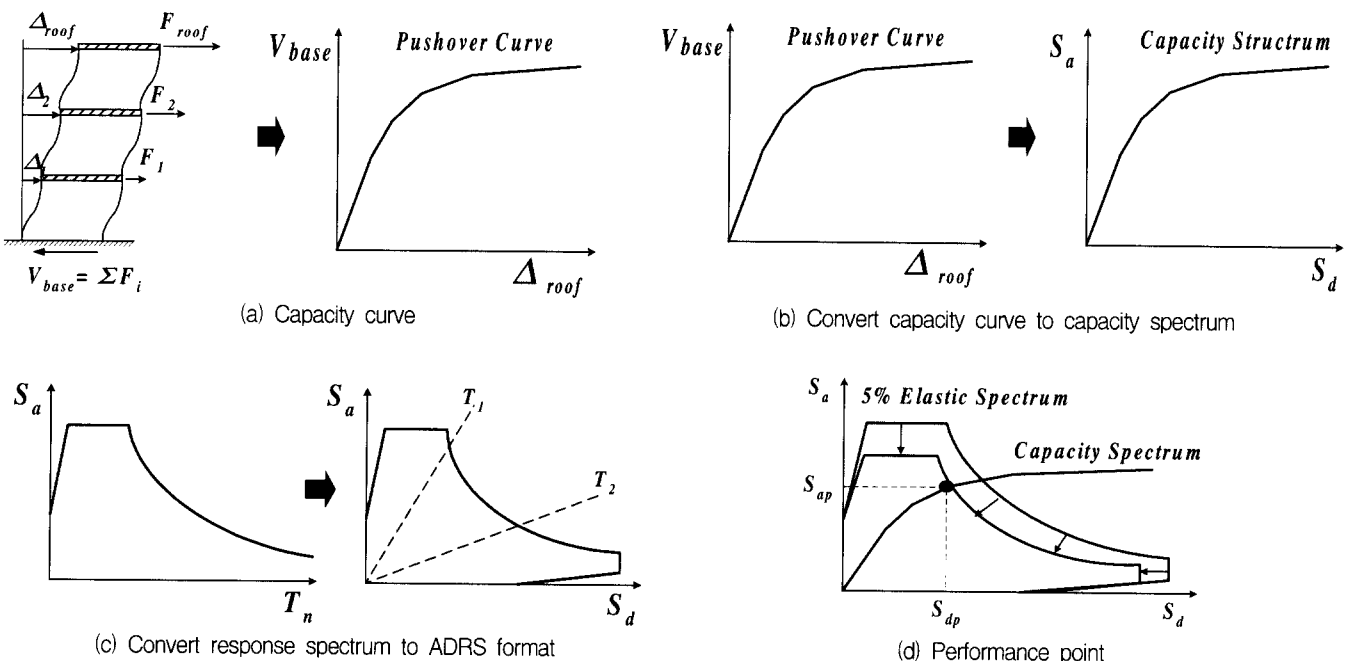 Δroof
Froof
Δ2
F2
Δ1
F1
Vbase = ΣFi
Vbase
Pushover Curve
Δroof
(a) Capacity curve
Vbase
Pushover Curve
Δroof
Sa
Capacity Structrum
Sd
(b) Convert capacity curve to capacity spectrum
Sa
Tn
Sa
T1
T2
Sd
(c) Convert response spectrum to ADRS format
Sa
5% Elastic Spectrum
Capacity Spectrum
Sap
Sdp
Sd
(d) Performance point